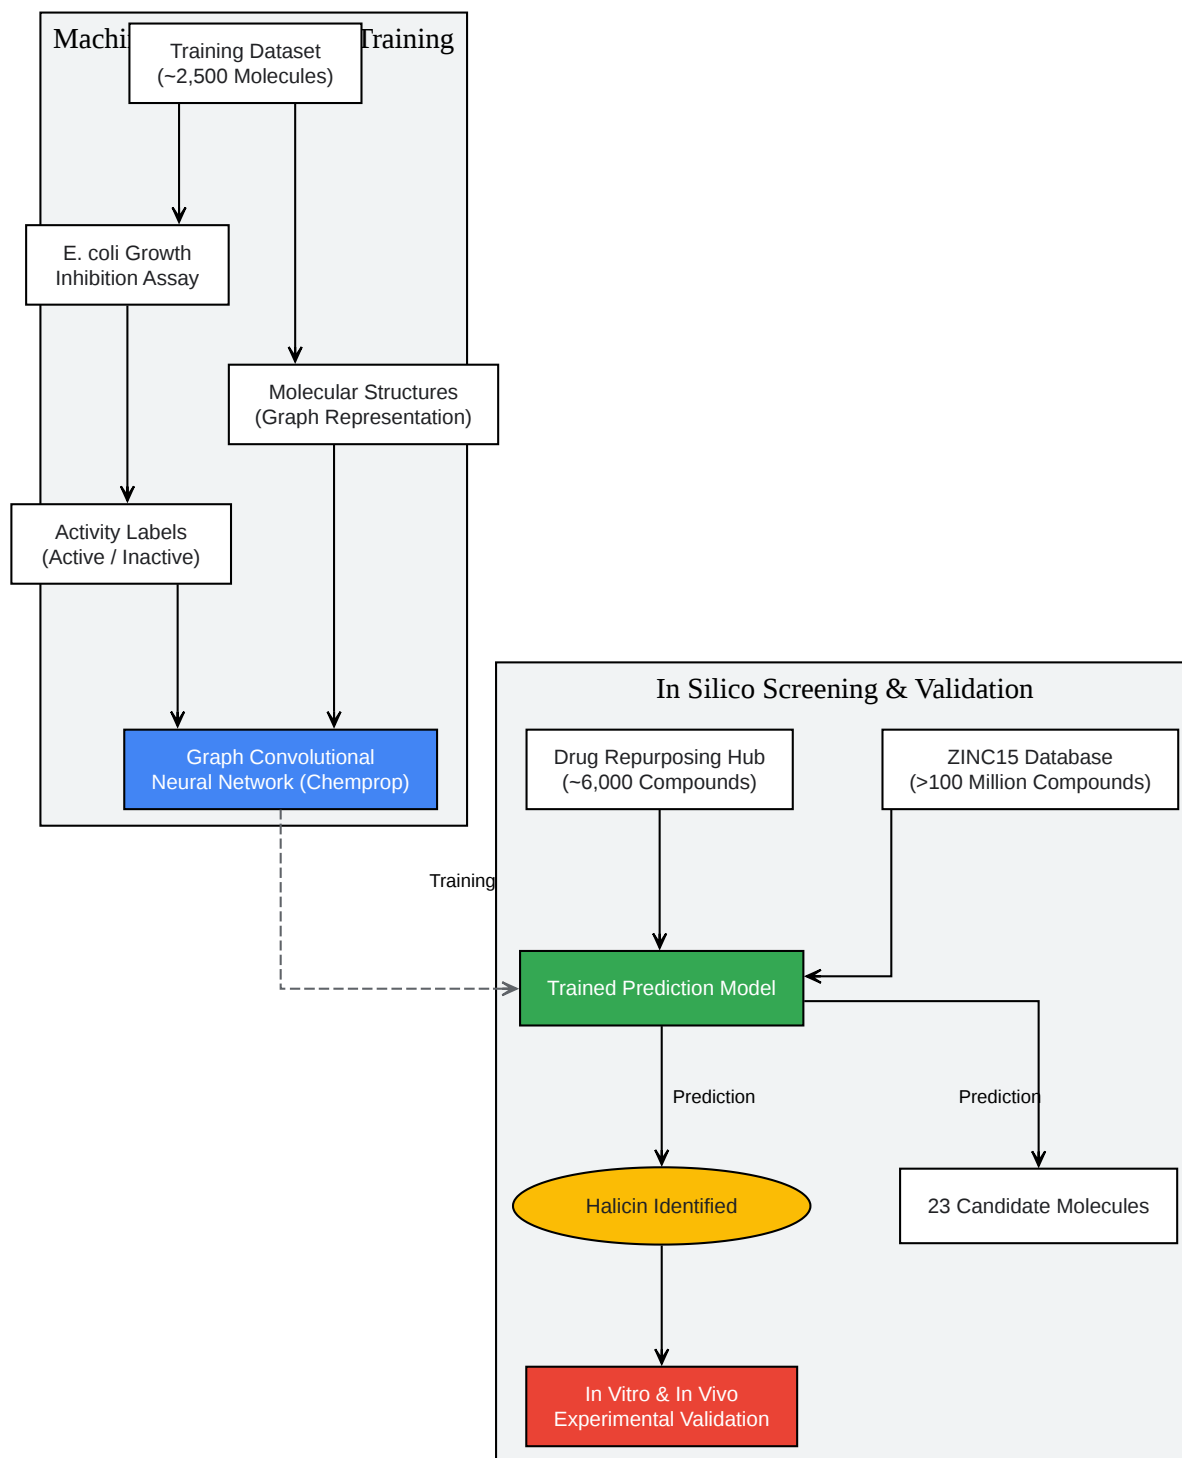 Training
Training Dataset
(~2,500 Molecules)
E. coli Growth
Inhibition Assay
Molecular Structures
(Graph Representation)
Activity Labels
(Active / Inactive)
Graph Convolutional
Neural Network (Chemprop)
Training
In Silico Screening & Validation
Drug Repurposing Hub
(~6,000 Compounds)
ZINC15 Database
(>100 Million Compounds)
Trained Prediction Model
Prediction
Prediction
Halicin Identified
23 Candidate Molecules
In Vitro & In Vivo
Experimental Validation